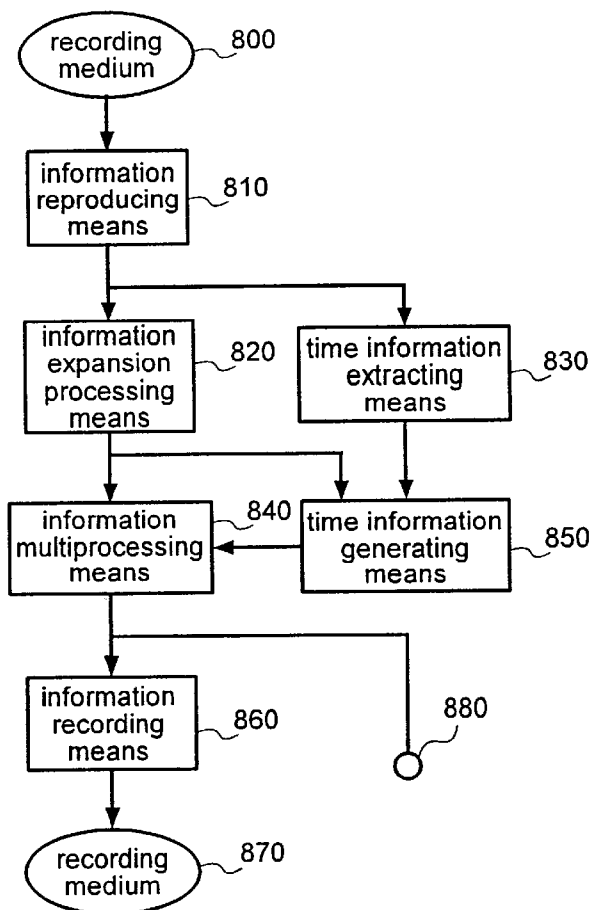 recording
medium
800
information
reproducing
means
810
information
expansion
processing
means
820
time information
extracting
means
830
information
multiprocessing
means
840
time information
generating
means
850
information
recording
means
860
880
recording
medium
870